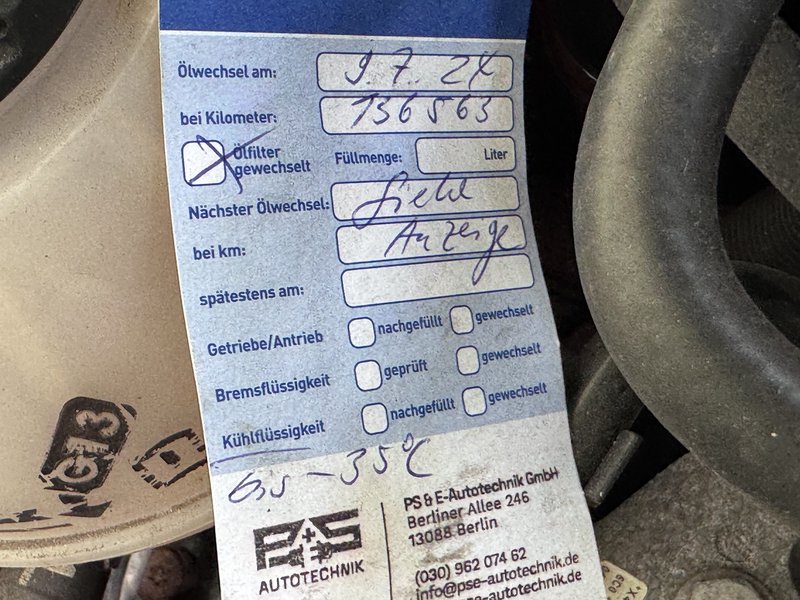 Ölwechsel am: 9.7.24
bei Kilometer: 136563
Ölfilter gewechselt Füllmenge: Liter
Nächster Ölwechsel: siehe
bei km: Anzeige
spätestens am:
Getriebe/Antrieb nachgefüllt gewechselt
Bremsflüssigkeit geprüft gewechselt
Kühlflüssigkeit nachgefüllt gewechselt
-35°C
G13
P+S
AUTOTECHNIK
PS & E-Autotechnik GmbH
Berliner Allee 246
13088 Berlin
(030) 962 074 62
info@pse-autotechnik.de